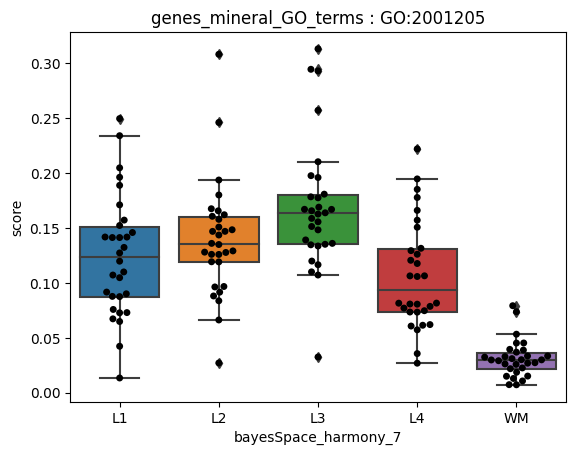 genes_mineral_GO_terms : GO:2001205
score
0.30
0.25
0.20
0.15
0.10
0.05
0.00
L1 L2 L3 L4 WM
bayesSpace_harmony_7